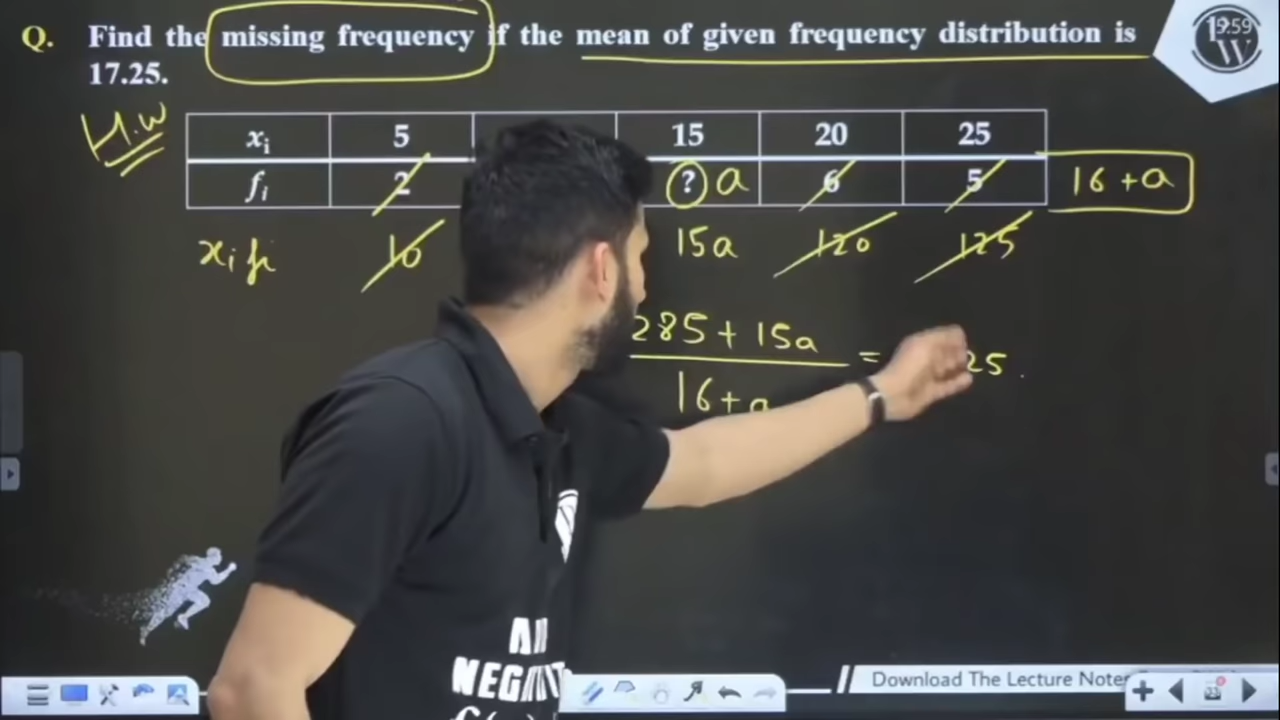 Q. Find the missing frequency if the mean of given frequency distribution is
17.25.
H.W
xi 5 15 20 25
fi 2 ? a 6 5 16 + a
xi fi 10 15a 120 125
285 + 15a
= 25
16 + a
NEGAT
Download The Lecture Notes